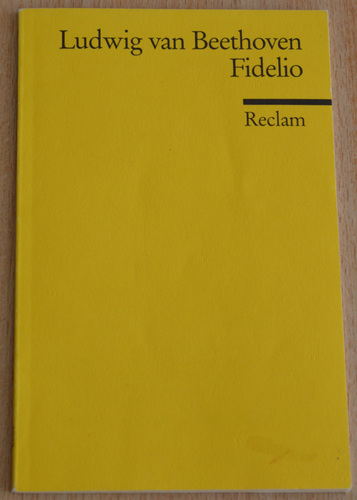 Ludwig van Beethoven
Fidelio
Reclam